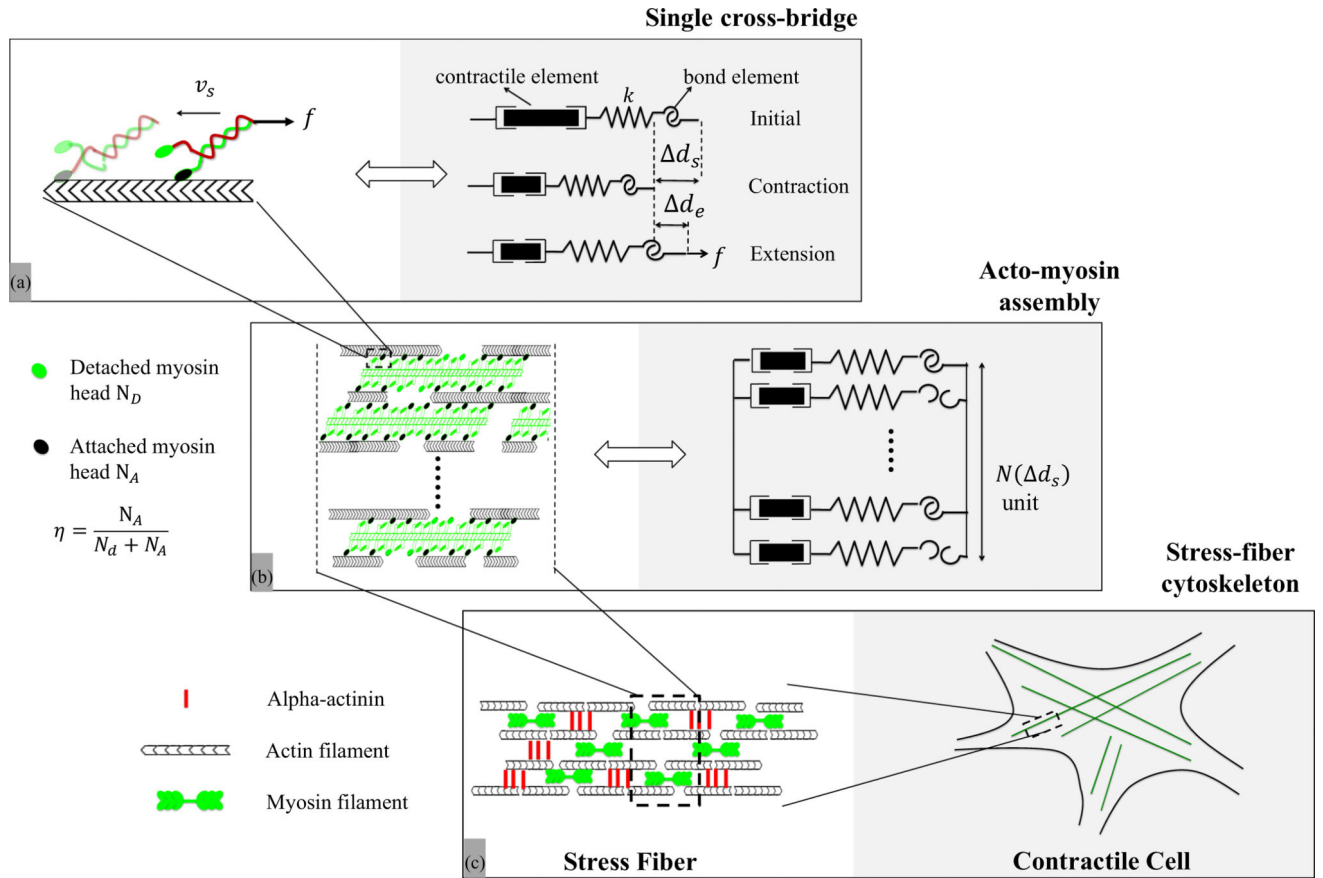 Single cross-bridge
contractile element
bond element
v_s
f
k
Initial
Δd_s
Contraction
Δd_e
f
Extension
(a)
Acto-myosin
assembly
Detached myosin
head N_D
Attached myosin
head N_A
η = N_A / (N_d + N_A)
N(Δd_s)
unit
(b)
Stress-fiber
cytoskeleton
Alpha-actinin
Actin filament
Myosin filament
(c)
Stress Fiber
Contractile Cell